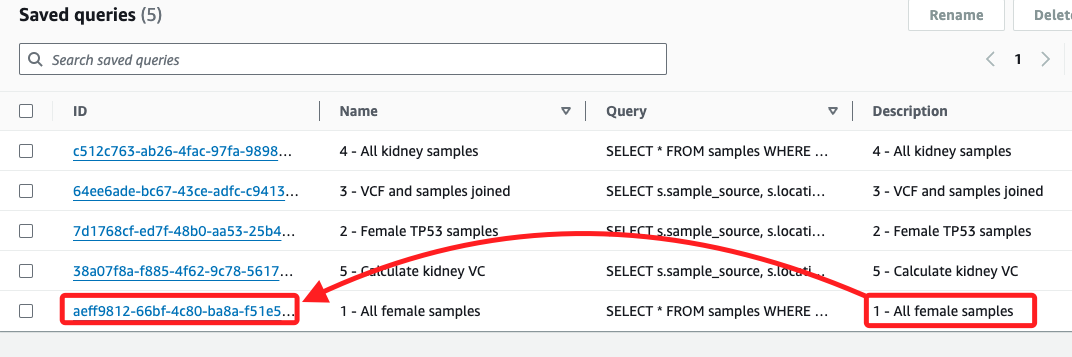 Saved queries (5)
Rename
Delete
Search saved queries
1
ID Name Query Description
c512c763-ab26-4fac-97fa-9898... 4 - All kidney samples SELECT * FROM samples WHERE ... 4 - All kidney samples
64ee6ade-bc67-43ce-adfc-c9413... 3 - VCF and samples joined SELECT s.sample_source, s.locati... 3 - VCF and samples joined
7d1768cf-ed7f-48b0-aa53-25b4... 2 - Female TP53 samples SELECT s.sample_source, s.locati... 2 - Female TP53 samples
38a07f8a-f885-4f62-9c78-5617... 5 - Calculate kidney VC SELECT s.sample_source, s.locati... 5 - Calculate kidney VC
aeff9812-66bf-4c80-ba8a-f51e5... 1 - All female samples SELECT * FROM samples WHERE ... 1 - All female samples